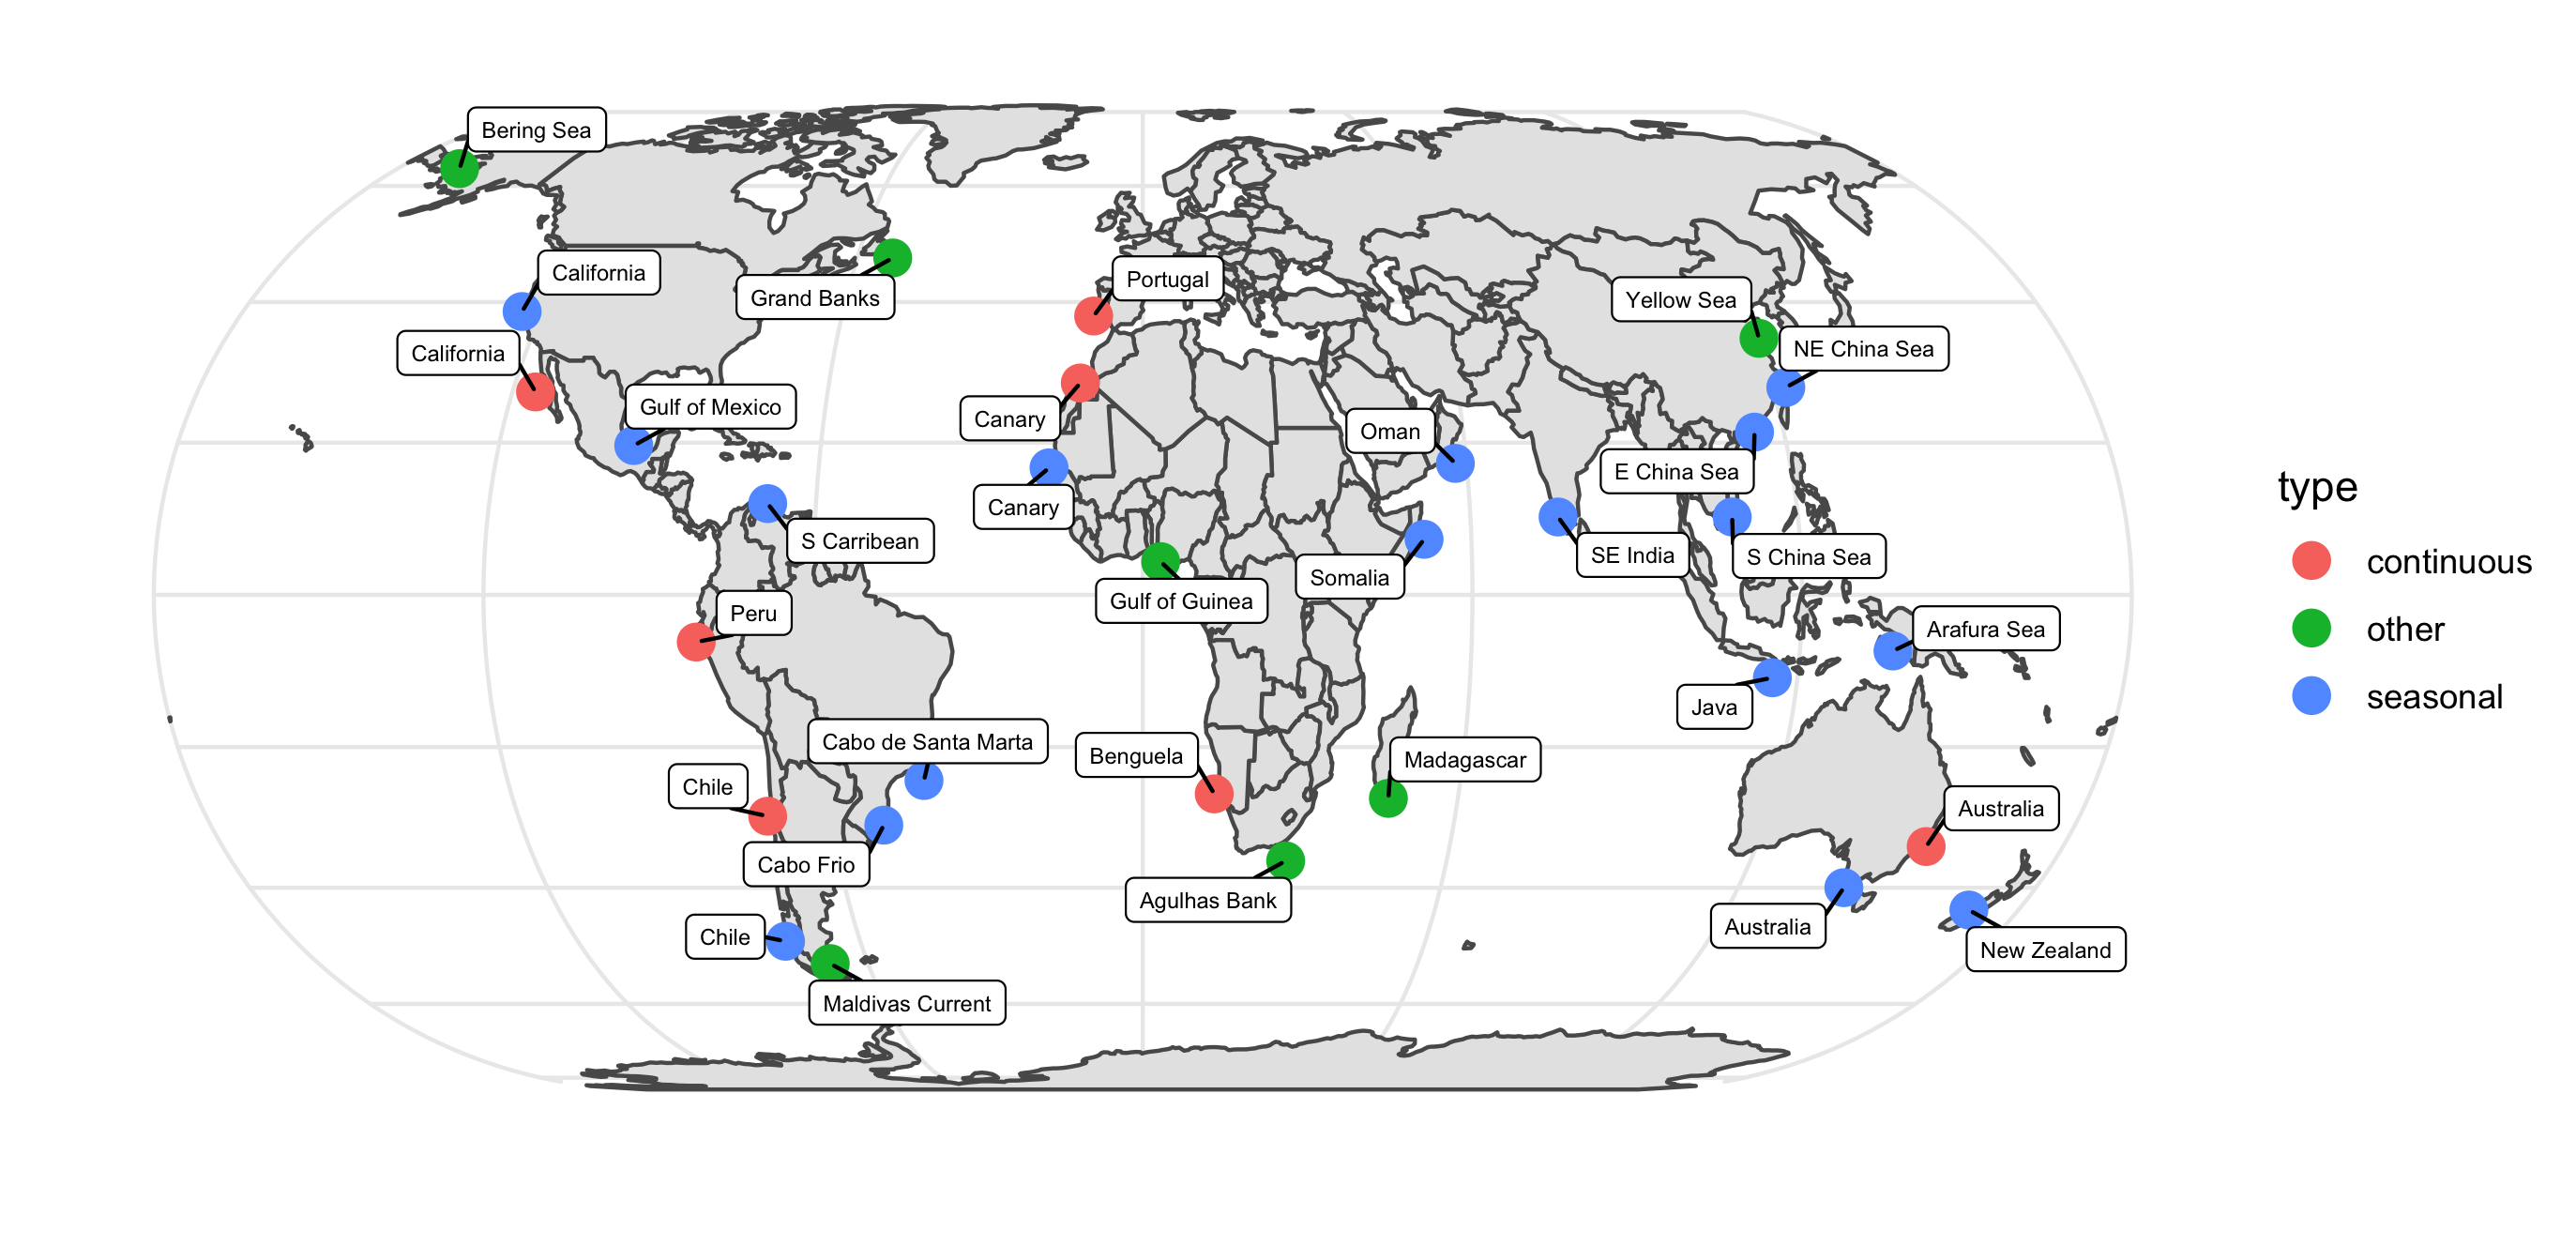 Bering Sea
California
Grand Banks
Portugal
Yellow Sea
California
NE China Sea
Gulf of Mexico
Canary
Oman
E China Sea
type
Canary
S Carribean
SE India
S China Sea
continuous
Somalia
Gulf of Guinea
Peru
Arafura Sea
other
Java
seasonal
Cabo de Santa Marta
Benguela
Madagascar
Chile
Australia
Cabo Frio
Agulhas Bank
Australia
Chile
New Zealand
Maldivas Current